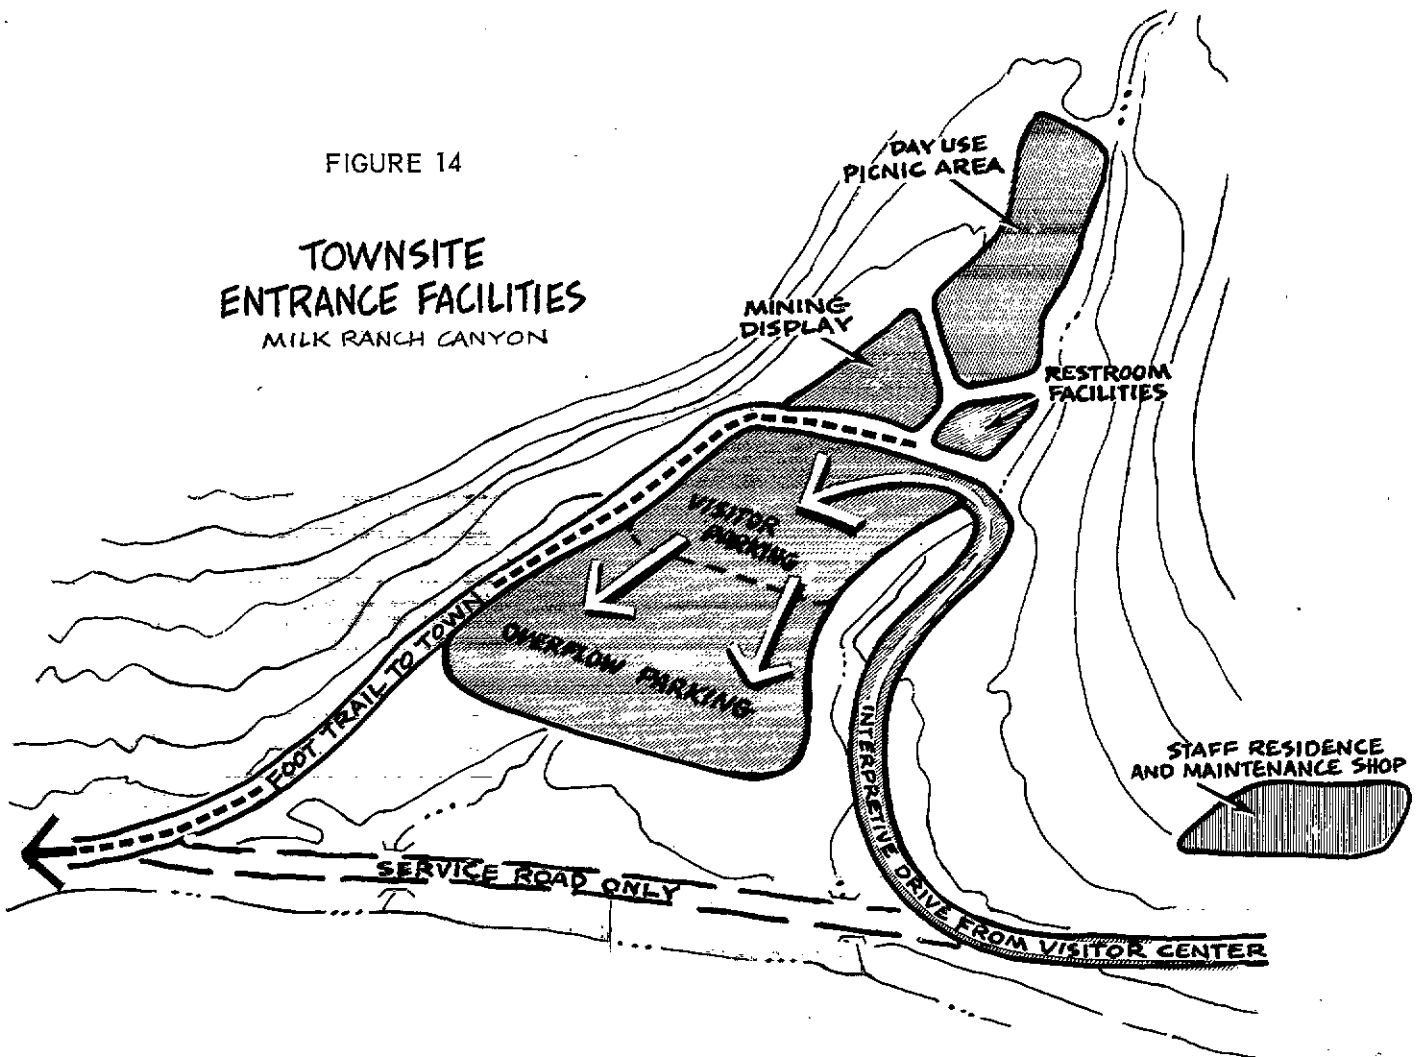 FIGURE 14
TOWNSITE
ENTRANCE FACILITIES
MILK RANCH CANYON
DAY USE
PICNIC AREA
MINING
DISPLAY
RESTROOM
FACILITIES
VISITOR
PARKING
OVERFLOW PARKING
FOOT TRAIL TO TOWN
STAFF RESIDENCE
AND MAINTENANCE SHOP
SERVICE ROAD ONLY
INTERPRETIVE DRIVE FROM VISITOR CENTER